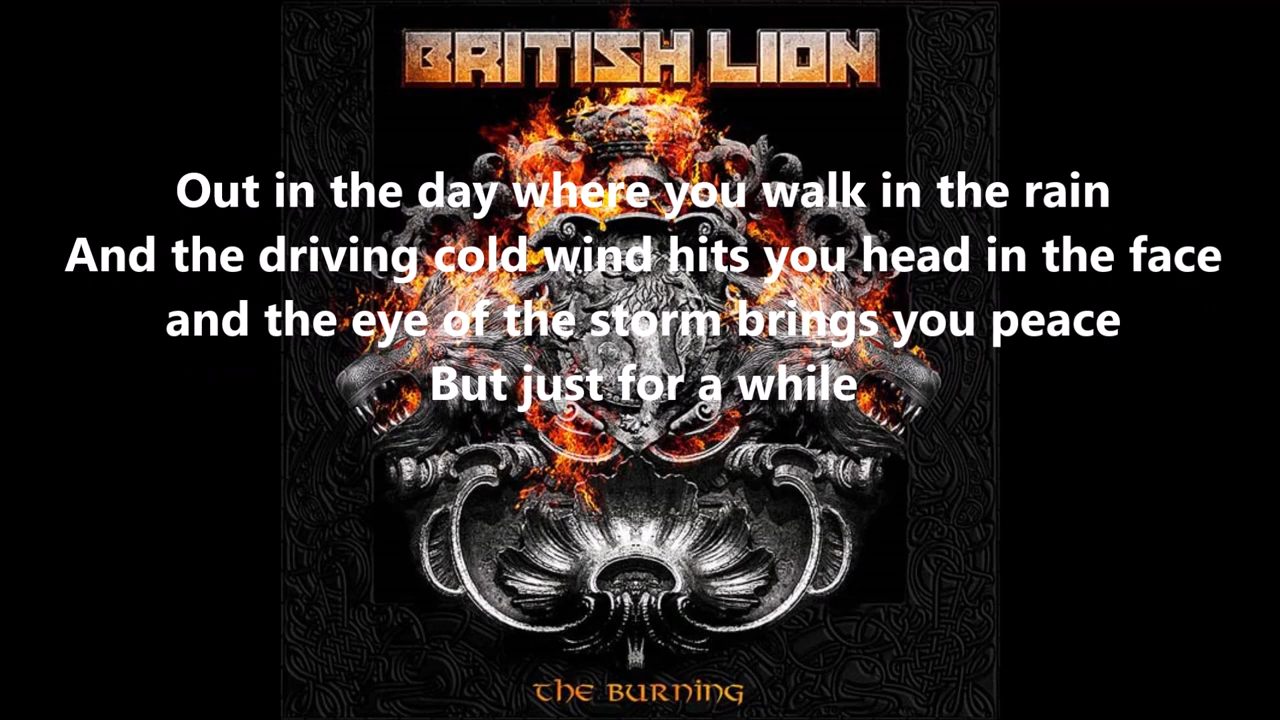 BRITISH LION
Out in the day where you walk in the rain
And the driving cold wind hits you head in the face
and the eye of the storm brings you peace
But just for a while
the Burning